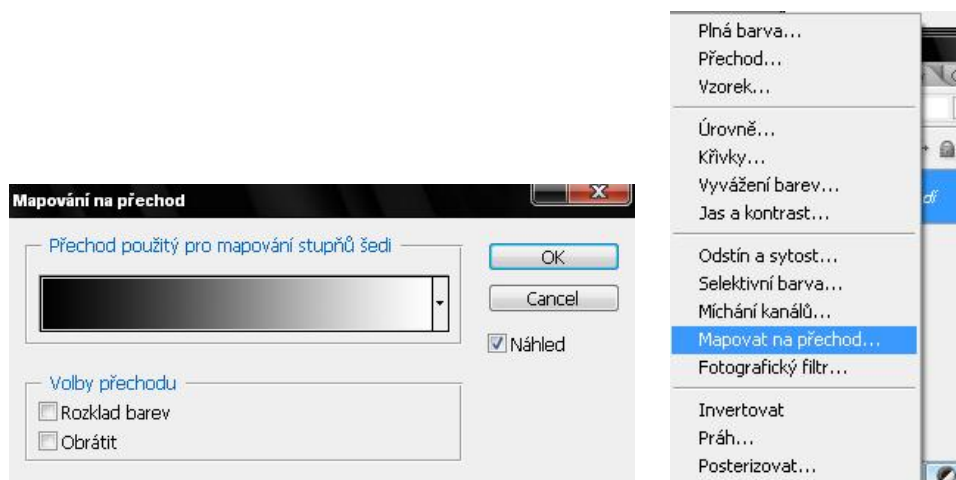 Mapování na přechod
Přechod použitý pro mapování stupňů šedi
OK
Cancel
Náhled
Volby přechodu
Rozklad barev
Obrátit
Plná barva...
Přechod...
Vzorek...
Úrovně...
Křivky...
Vyvážení barev...
Jas a kontrast...
Odstín a sytost...
Selektivní barva...
Míchání kanálů...
Mapovat na přechod...
Fotografický filtr...
Invertovat
Práh...
Posterizovat...